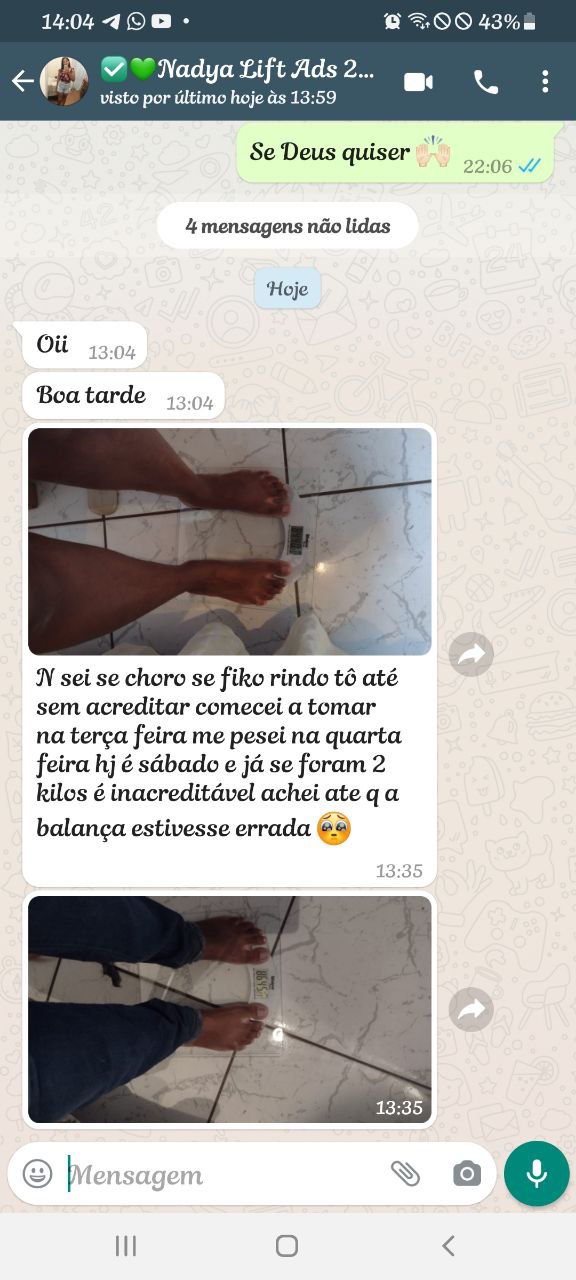 14:04
43%
✅💚Nadya Lift Ads 2...
visto por último hoje às 13:59
Se Deus quiser 🙌🏻
22:06
4 mensagens não lidas
Hoje
Oii
13:04
Boa tarde
13:04
N sei se choro se fiko rindo tô até
sem acreditar comecei a tomar
na terça feira me pesei na quarta
feira hj é sábado e já se foram 2
kilos é inacreditável achei ate q a
balança estivesse errada 🥹
13:35
13:35
Mensagem